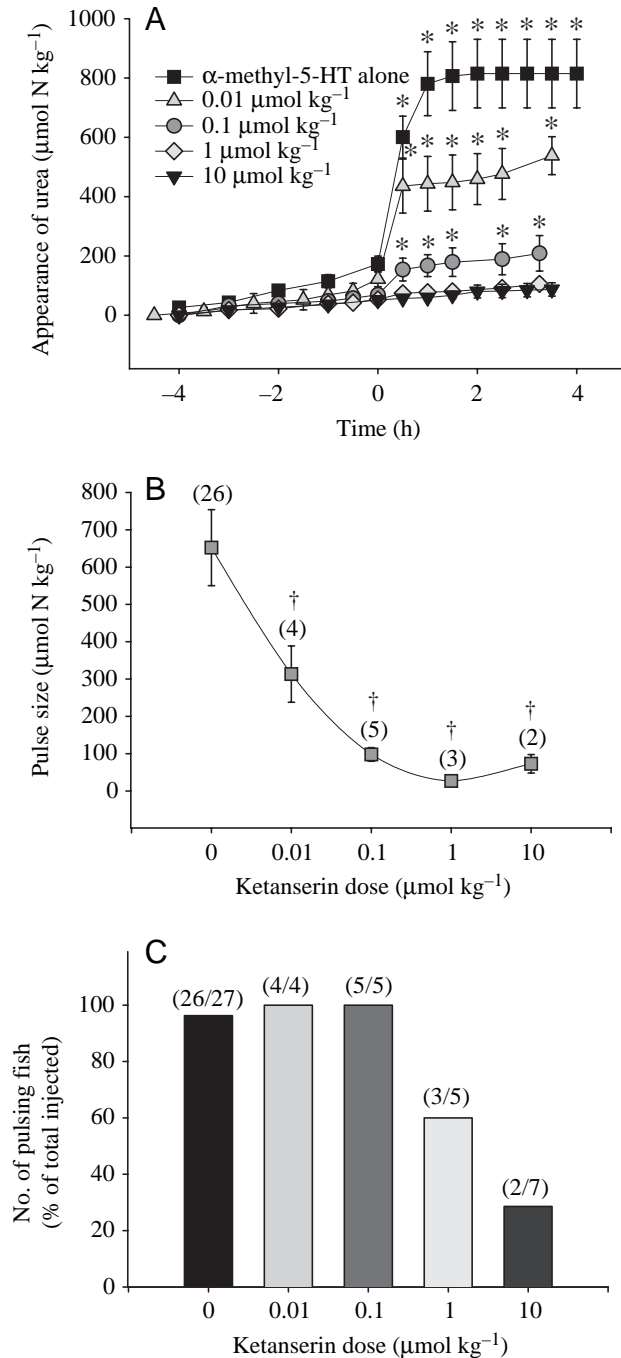 A
Appearance of urea (µmol N kg–1)
1000
800
600
400
200
0
α-methyl-5-HT alone
0.01 µmol kg–1
0.1 µmol kg–1
1 µmol kg–1
10 µmol kg–1
* * * * * * *
*
* * * * * *
*
* * * * *
–4 –2 0 2 4
Time (h)
B
Pulse size (µmol N kg–1)
800
700
600
500
400
300
200
100
0
(26)
†
(4)
†
(5)
†
(3)
†
(2)
0 0.01 0.1 1 10
Ketanserin dose (µmol kg–1)
C
No. of pulsing fish
(% of total injected)
100
80
60
40
20
0
(26/27) (4/4) (5/5) (3/5) (2/7)
0 0.01 0.1 1 10
Ketanserin dose (µmol kg–1)